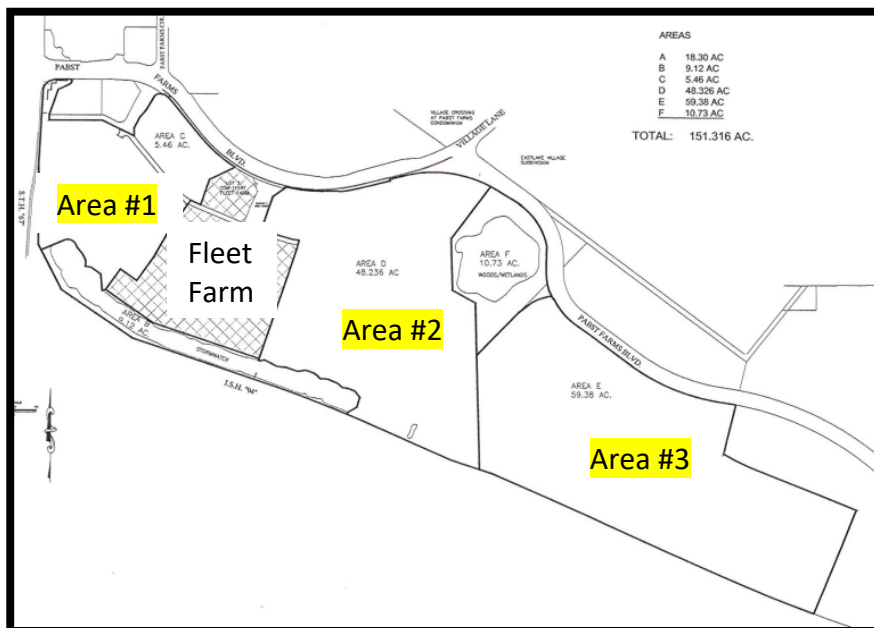 AREAS
A 18.30 AC
B 9.12 AC
C 5.46 AC
D 48.326 AC
E 59.38 AC
F 10.73 AC
TOTAL: 151.316 AC.
PABST FARMS CIR.
PABST
FARMS
BLVD.
VILLAGE CROSSING
AT PABST FARMS
CONDOMINIUM
VILLAGE LANE
EASTLAKE VILLAGE
SUBDIVISION
AREA C
5.46 AC.
S.T.H. "67"
Area #1
Fleet
Farm
AREA D
48.236 AC
AREA F
10.73 AC.
WOODS/WETLANDS
AREA B
9.12 AC.
STORMWATER
I.S.H. "94"
Area #2
PABST FARMS BLVD.
AREA E
59.38 AC.
Area #3